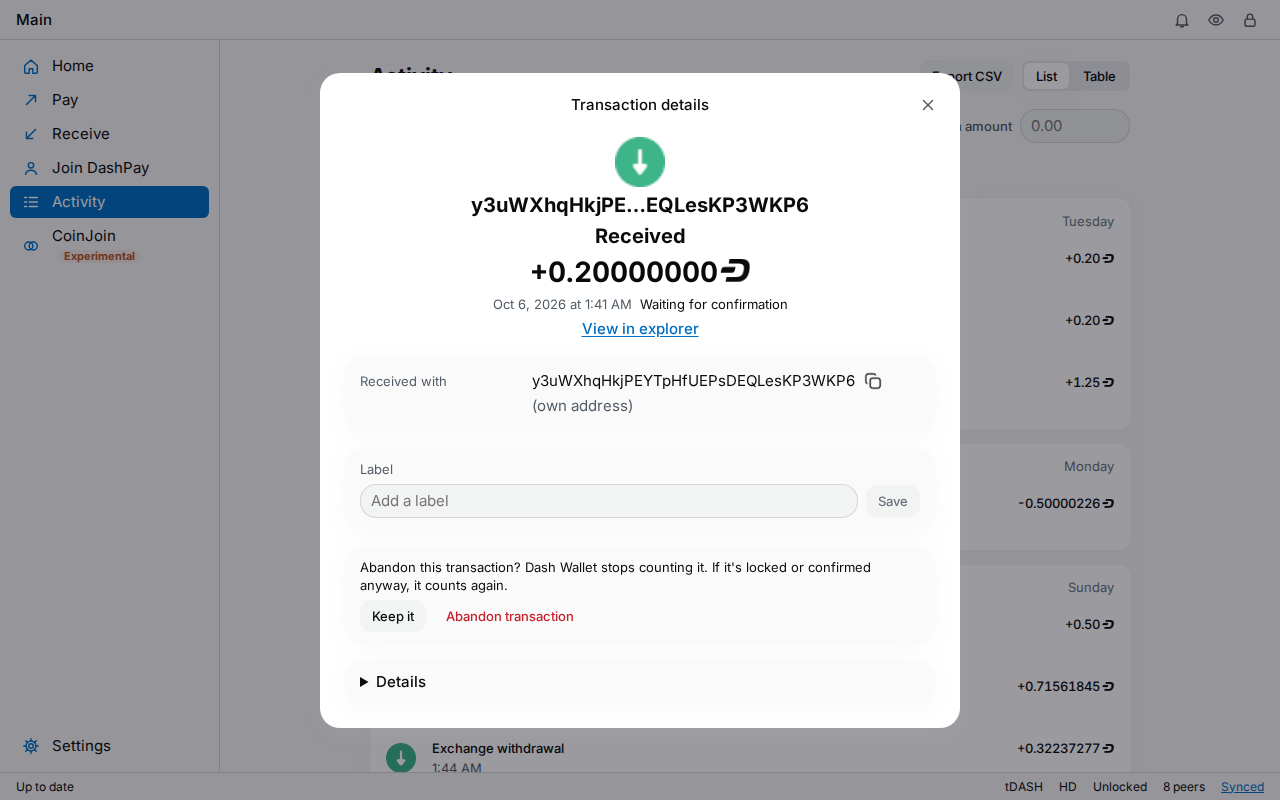 Main
Home
Pay
Receive
Join DashPay
Activity
CoinJoin
Experimental
Settings
Export CSV
List
Table
amount
0.00
Transaction details
y3uWXhqHkjPE...EQLesKP3WKP6
Received
+0.20000000
Oct 6, 2026 at 1:41 AM Waiting for confirmation
View in explorer
Received with
y3uWXhqHkjPEYTpHfUEPsDEQLesKP3WKP6
(own address)
Label
Add a label
Save
Abandon this transaction? Dash Wallet stops counting it. If it's locked or confirmed
anyway, it counts again.
Keep it
Abandon transaction
Details
Tuesday
+0.20
+0.20
+1.25
Monday
-0.50000226
Sunday
+0.50
+0.71561845
Exchange withdrawal
+0.32237277
1:44 AM
Up to date
tDASH
HD
Unlocked
8 peers
Synced